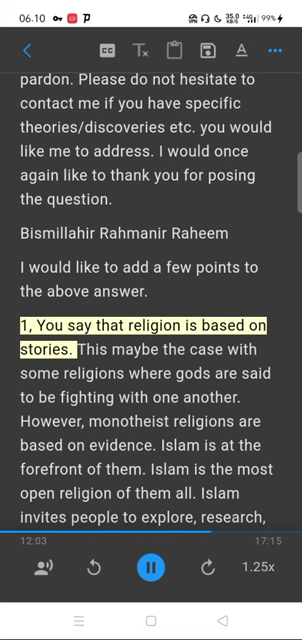 06.10
35.0 KB/s
99%
CC
pardon. Please do not hesitate to
contact me if you have specific
theories/discoveries etc. you would
like me to address. I would once
again like to thank you for posing
the question.
Bismillahir Rahmanir Raheem
I would like to add a few points to
the above answer.
1, You say that religion is based on
stories. This maybe the case with
some religions where gods are said
to be fighting with one another.
However, monotheist religions are
based on evidence. Islam is at the
forefront of them. Islam is the most
open religion of them all. Islam
invites people to explore, research,
12:03
17:15
1.25x